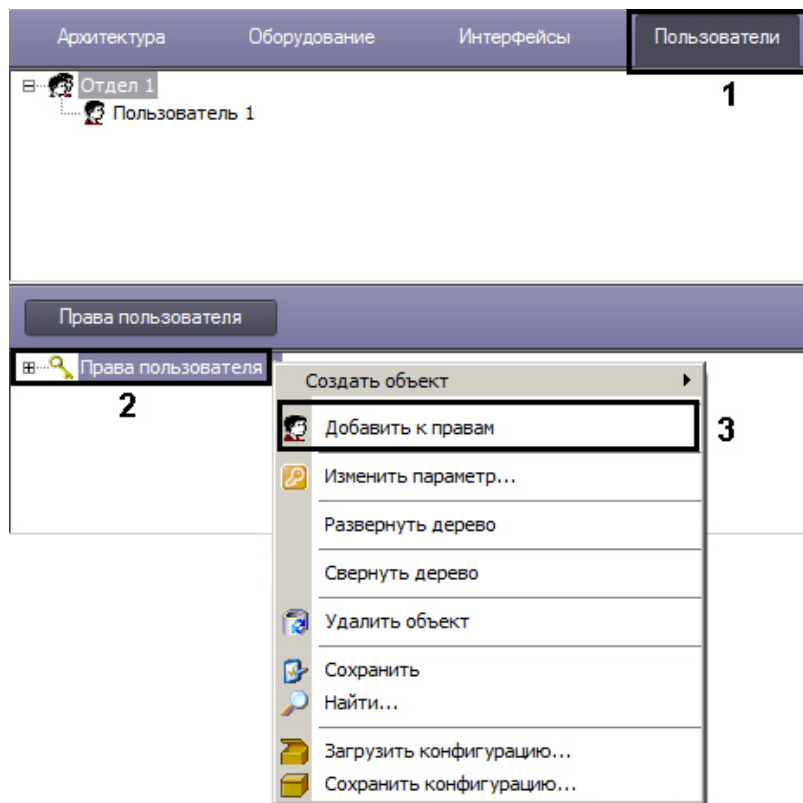 Архитектура Оборудование Интерфейсы Пользователи
1
Отдел 1
Пользователь 1
Права пользователя
Права пользователя
2
Создать объект
Добавить к правам
3
Изменить параметр...
Развернуть дерево
Свернуть дерево
Удалить объект
Сохранить
Найти...
Загрузить конфигурацию...
Сохранить конфигурацию...